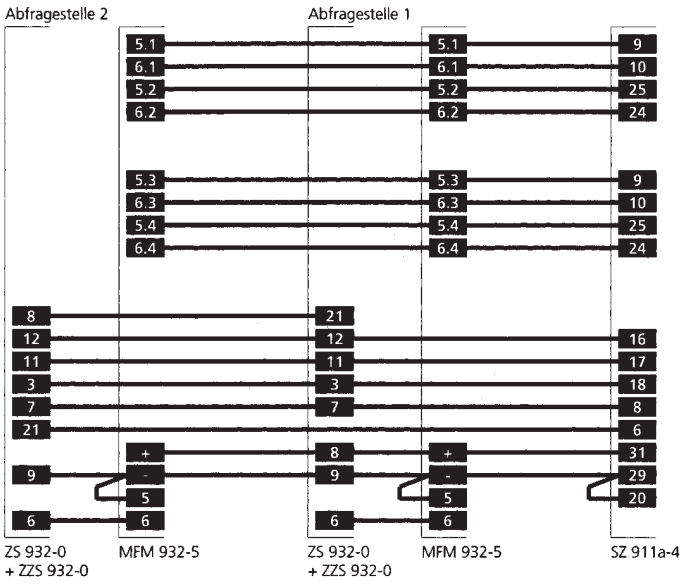 Abfragestelle 2 Abfragestelle 1
5.1 5.1 9
6.1 6.1 10
5.2 5.2 25
6.2 6.2 24
5.3 5.3 9
6.3 6.3 10
5.4 5.4 25
6.4 6.4 24
8 21
12 12 16
11 11 17
3 3 18
7 7 8
21 6
+ 8 + 31
9 - 9 - 29
5 5 20
6 6 6 6
ZS 932-0 MFM 932-5 ZS 932-0 MFM 932-5 SZ 911a-4
+ ZZS 932-0 + ZZS 932-0